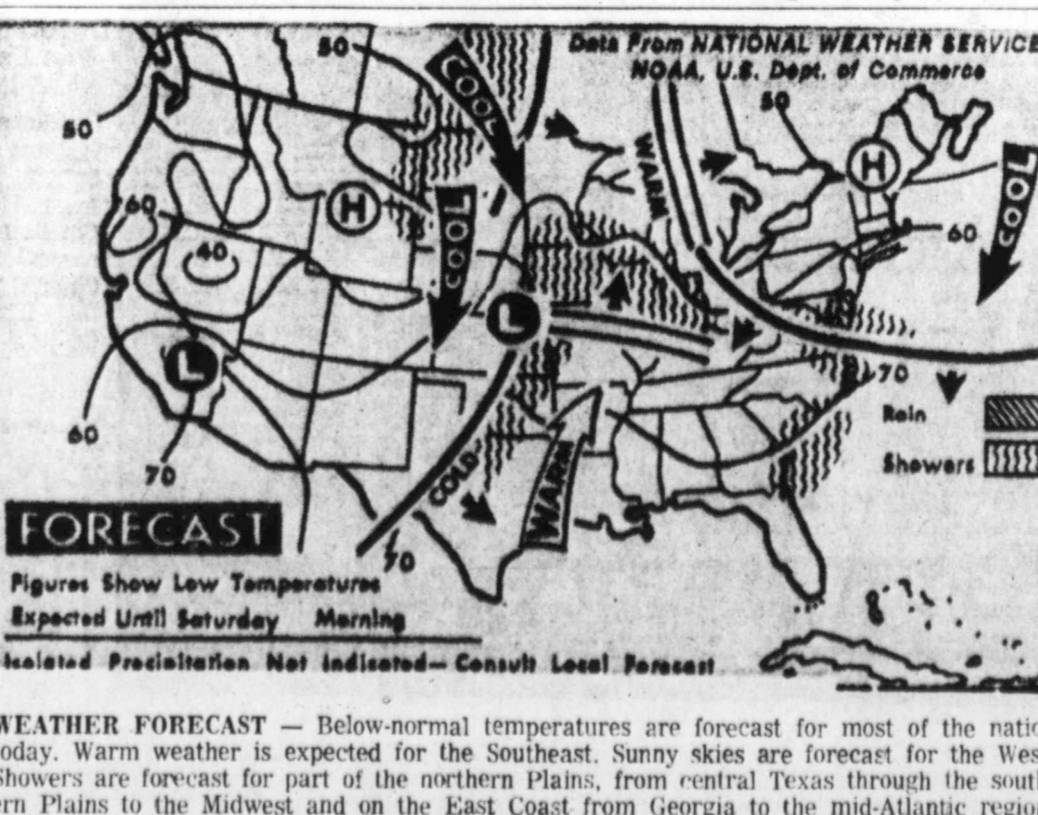 Data From NATIONAL WEATHER SERVICE
NOAA, U.S. Dept. of Commerce
50
COOL
50
50
WARM
H
H
COOL
60
COOL
60
40
L
L
70
Rain
60
Showers
70
COLD
WARM
FORECAST
70
Figures Show Low Temperatures
Expected Until Saturday Morning
Isolated Precipitation Not Indicated— Consult Local Forecast
WEATHER FORECAST — Below-normal temperatures are forecast for most of the natio
oday. Warm weather is expected for the Southeast. Sunny skies are forecast for the Wes
Showers are forecast for part of the northern Plains, from central Texas through the sout
ern Plains to the Midwest and on the East Coast from Georgia to the mid-Atlantic region